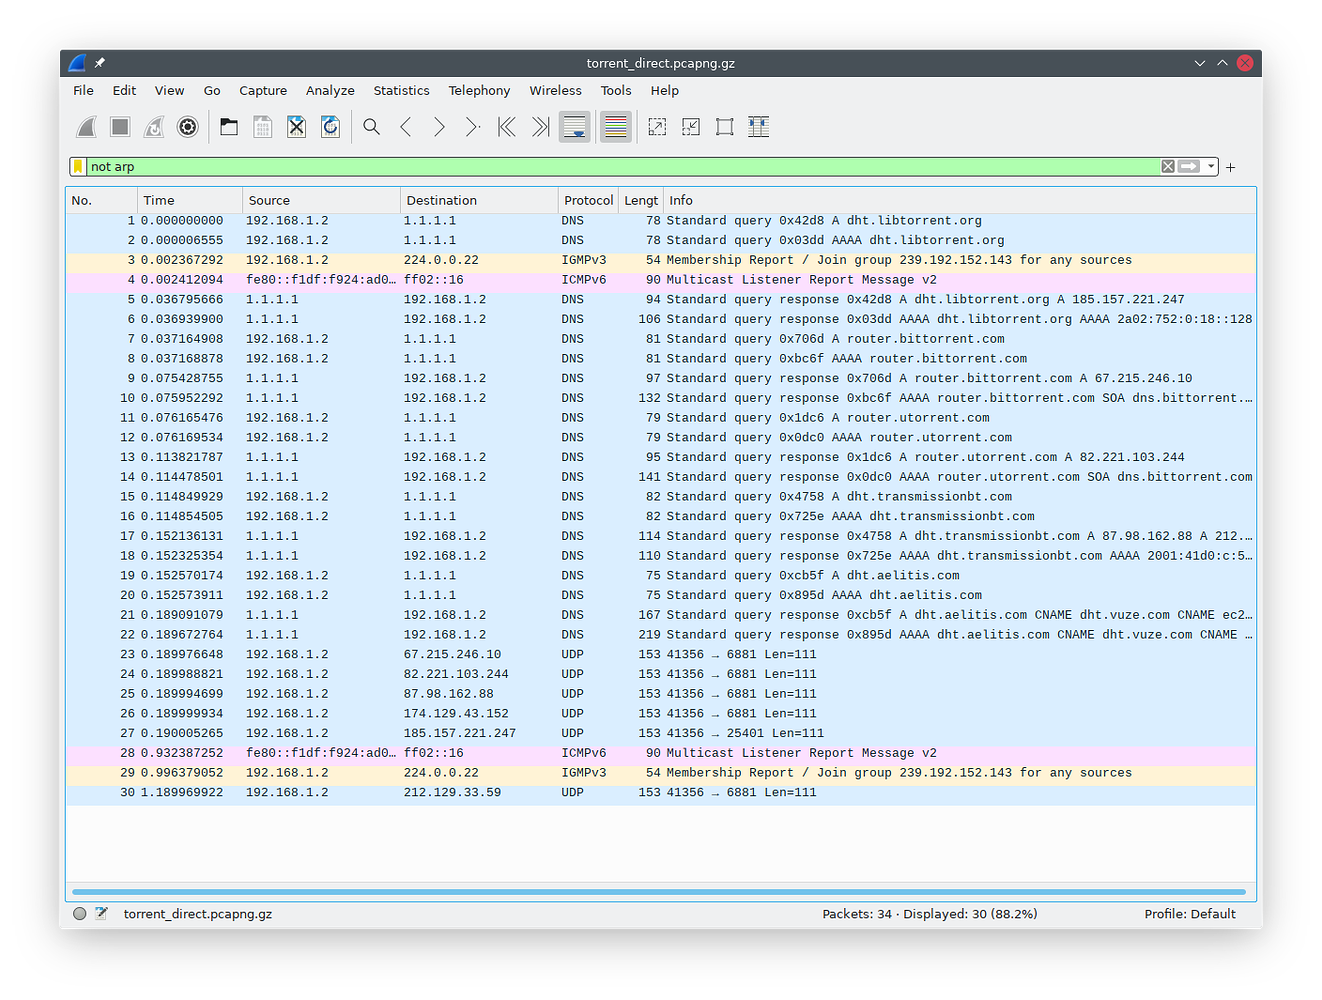 torrent_direct.pcapng.gz
File Edit View Go Capture Analyze Statistics Telephony Wireless Tools Help
not arp
No. Time Source Destination Protocol Lengt Info
1 0.000000000 192.168.1.2 1.1.1.1 DNS 78 Standard query 0x42d8 A dht.libtorrent.org
2 0.000006555 192.168.1.2 1.1.1.1 DNS 78 Standard query 0x03dd AAAA dht.libtorrent.org
3 0.002367292 192.168.1.2 224.0.0.22 IGMPv3 54 Membership Report / Join group 239.192.152.143 for any sources
4 0.002412094 fe80::f1df:f924:ad0… ff02::16 ICMPv6 90 Multicast Listener Report Message v2
5 0.036795666 1.1.1.1 192.168.1.2 DNS 94 Standard query response 0x42d8 A dht.libtorrent.org A 185.157.221.247
6 0.036939900 1.1.1.1 192.168.1.2 DNS 106 Standard query response 0x03dd AAAA dht.libtorrent.org AAAA 2a02:752:0:18::128
7 0.037164908 192.168.1.2 1.1.1.1 DNS 81 Standard query 0x706d A router.bittorrent.com
8 0.037168878 192.168.1.2 1.1.1.1 DNS 81 Standard query 0xbc6f AAAA router.bittorrent.com
9 0.075428755 1.1.1.1 192.168.1.2 DNS 97 Standard query response 0x706d A router.bittorrent.com A 67.215.246.10
10 0.075952292 1.1.1.1 192.168.1.2 DNS 132 Standard query response 0xbc6f AAAA router.bittorrent.com SOA dns.bittorrent.…
11 0.076165476 192.168.1.2 1.1.1.1 DNS 79 Standard query 0x1dc6 A router.utorrent.com
12 0.076169534 192.168.1.2 1.1.1.1 DNS 79 Standard query 0x0dc0 AAAA router.utorrent.com
13 0.113821787 1.1.1.1 192.168.1.2 DNS 95 Standard query response 0x1dc6 A router.utorrent.com A 82.221.103.244
14 0.114478501 1.1.1.1 192.168.1.2 DNS 141 Standard query response 0x0dc0 AAAA router.utorrent.com SOA dns.bittorrent.com
15 0.114849929 192.168.1.2 1.1.1.1 DNS 82 Standard query 0x4758 A dht.transmissionbt.com
16 0.114854505 192.168.1.2 1.1.1.1 DNS 82 Standard query 0x725e AAAA dht.transmissionbt.com
17 0.152136131 1.1.1.1 192.168.1.2 DNS 114 Standard query response 0x4758 A dht.transmissionbt.com A 87.98.162.88 A 212.…
18 0.152325354 1.1.1.1 192.168.1.2 DNS 110 Standard query response 0x725e AAAA dht.transmissionbt.com AAAA 2001:41d0:c:5…
19 0.152570174 192.168.1.2 1.1.1.1 DNS 75 Standard query 0xcb5f A dht.aelitis.com
20 0.152573911 192.168.1.2 1.1.1.1 DNS 75 Standard query 0x895d AAAA dht.aelitis.com
21 0.189091079 1.1.1.1 192.168.1.2 DNS 167 Standard query response 0xcb5f A dht.aelitis.com CNAME dht.vuze.com CNAME ec2…
22 0.189672764 1.1.1.1 192.168.1.2 DNS 219 Standard query response 0x895d AAAA dht.aelitis.com CNAME dht.vuze.com CNAME …
23 0.189976648 192.168.1.2 67.215.246.10 UDP 153 41356 → 6881 Len=111
24 0.189988821 192.168.1.2 82.221.103.244 UDP 153 41356 → 6881 Len=111
25 0.189994699 192.168.1.2 87.98.162.88 UDP 153 41356 → 6881 Len=111
26 0.189999934 192.168.1.2 174.129.43.152 UDP 153 41356 → 6881 Len=111
27 0.190005265 192.168.1.2 185.157.221.247 UDP 153 41356 → 25401 Len=111
28 0.932387252 fe80::f1df:f924:ad0… ff02::16 ICMPv6 90 Multicast Listener Report Message v2
29 0.996379052 192.168.1.2 224.0.0.22 IGMPv3 54 Membership Report / Join group 239.192.152.143 for any sources
30 1.189969922 192.168.1.2 212.129.33.59 UDP 153 41356 → 6881 Len=111
torrent_direct.pcapng.gz Packets: 34 · Displayed: 30 (88.2%) Profile: Default